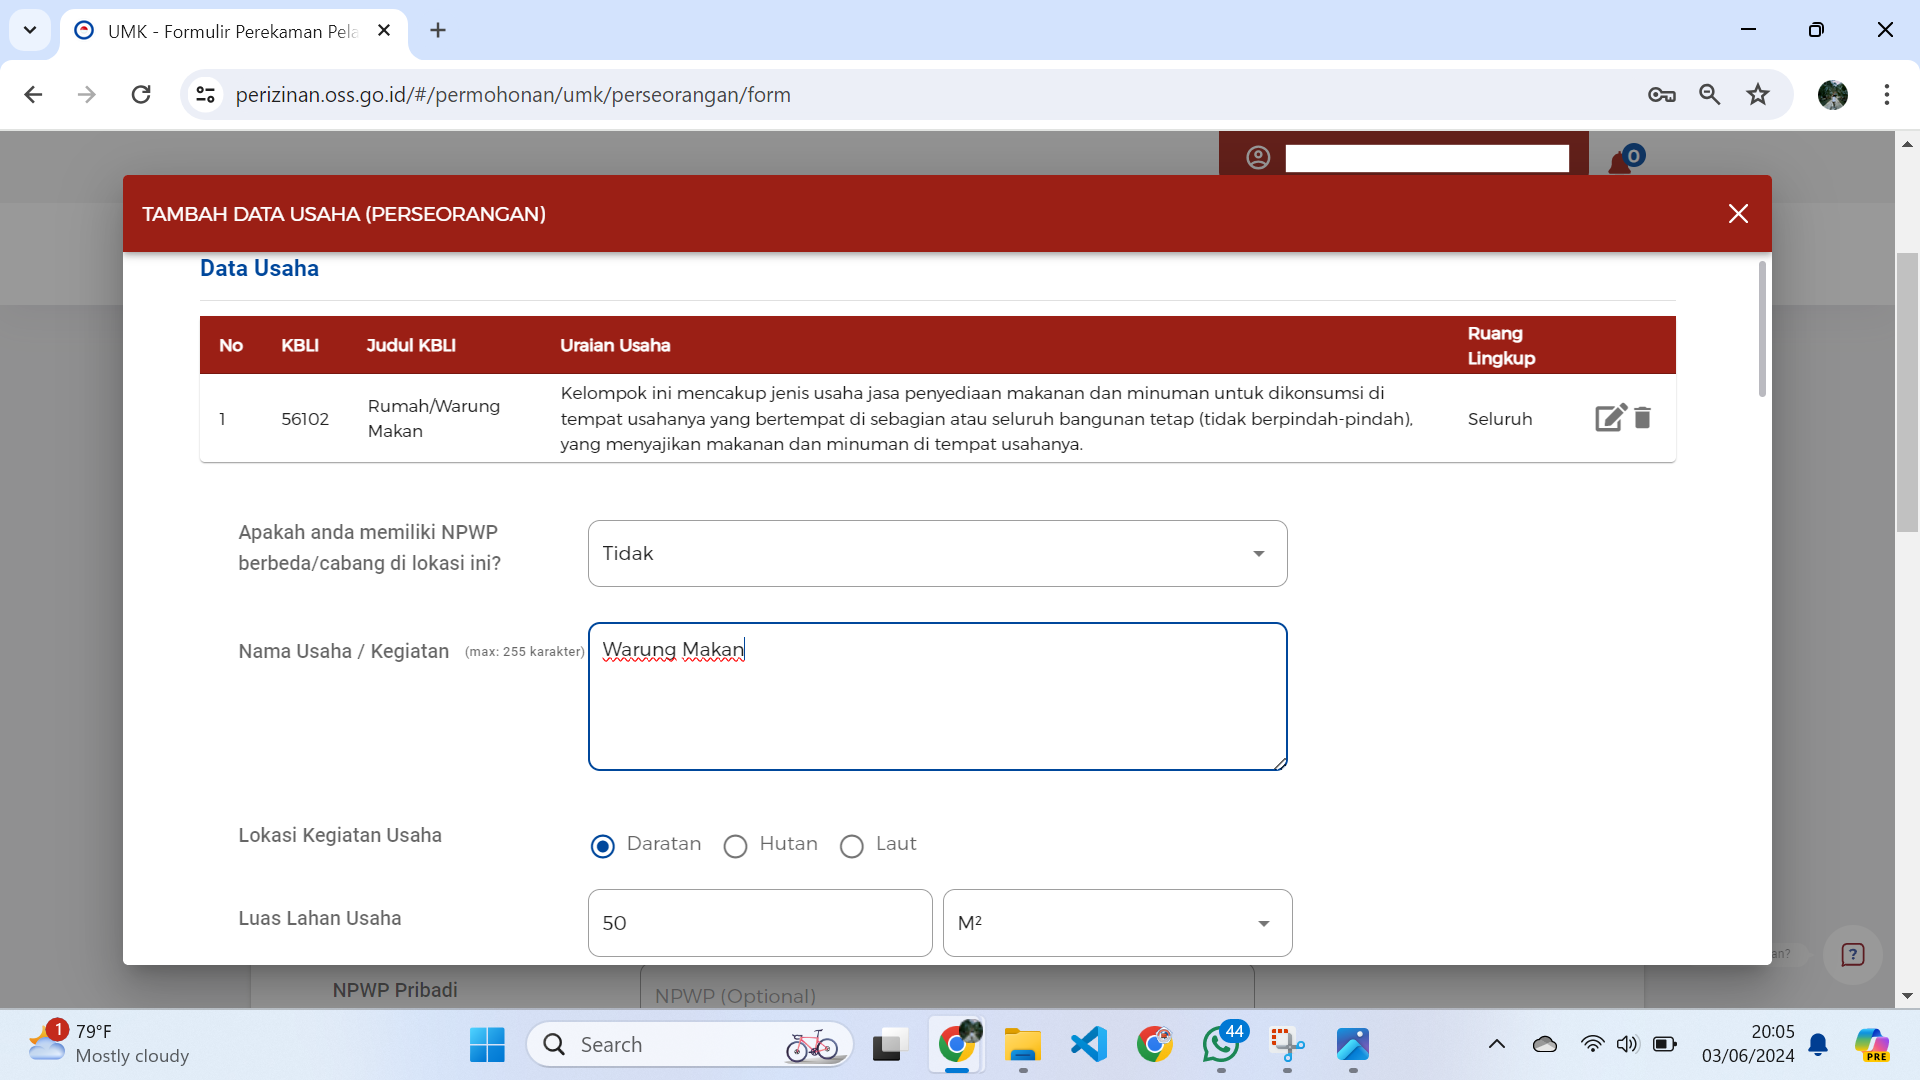 UMK - Formulir Perekaman Pela
perizinan.oss.go.id/#/permohonan/umk/perseorangan/form
0
TAMBAH DATA USAHA (PERSEORANGAN)
Data Usaha
No KBLI Judul KBLI Uraian Usaha Ruang Lingkup
1 56102 Rumah/Warung Makan
Kelompok ini mencakup jenis usaha jasa penyediaan makanan dan minuman untuk dikonsumsi di
tempat usahanya yang bertempat di sebagian atau seluruh bangunan tetap (tidak berpindah-pindah),
yang menyajikan makanan dan minuman di tempat usahanya.
Seluruh
Apakah anda memiliki NPWP
berbeda/cabang di lokasi ini?
Tidak
Nama Usaha / Kegiatan (max: 255 karakter)
Warung Makan
Lokasi Kegiatan Usaha
Daratan Hutan Laut
Luas Lahan Usaha
50 M²
an?
?
NPWP Pribadi
NPWP (Optional)
1
79°F
Mostly cloudy
Search
44
20:05
03/06/2024
PRE